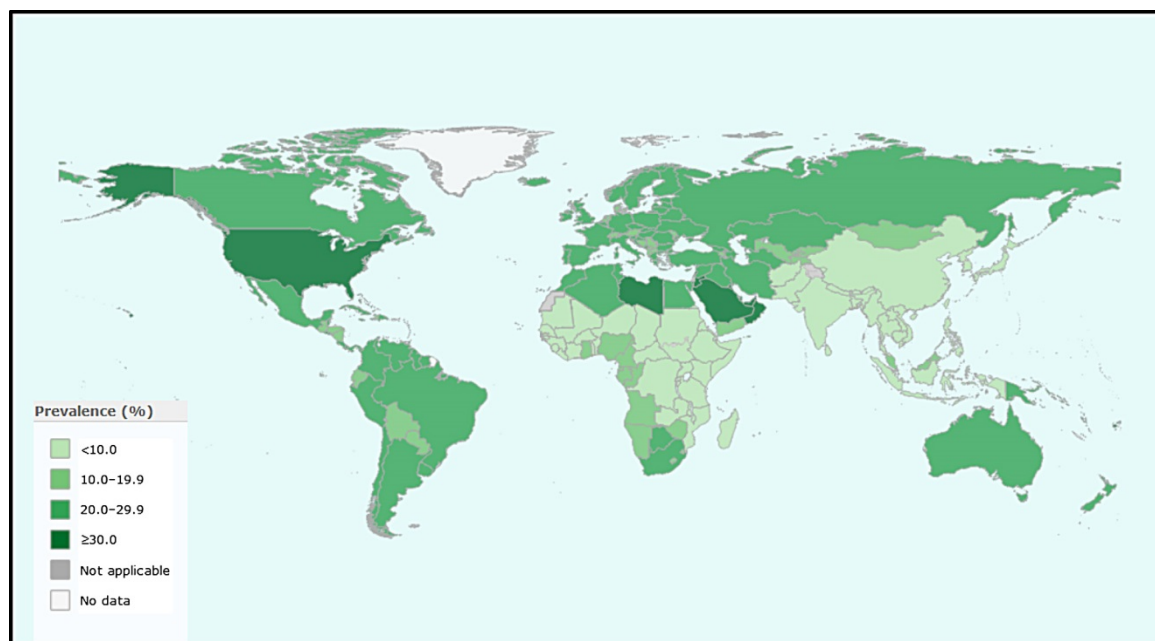 Prevalence (%)
<10.0
10.0–19.9
20.0–29.9
≥30.0
Not applicable
No data